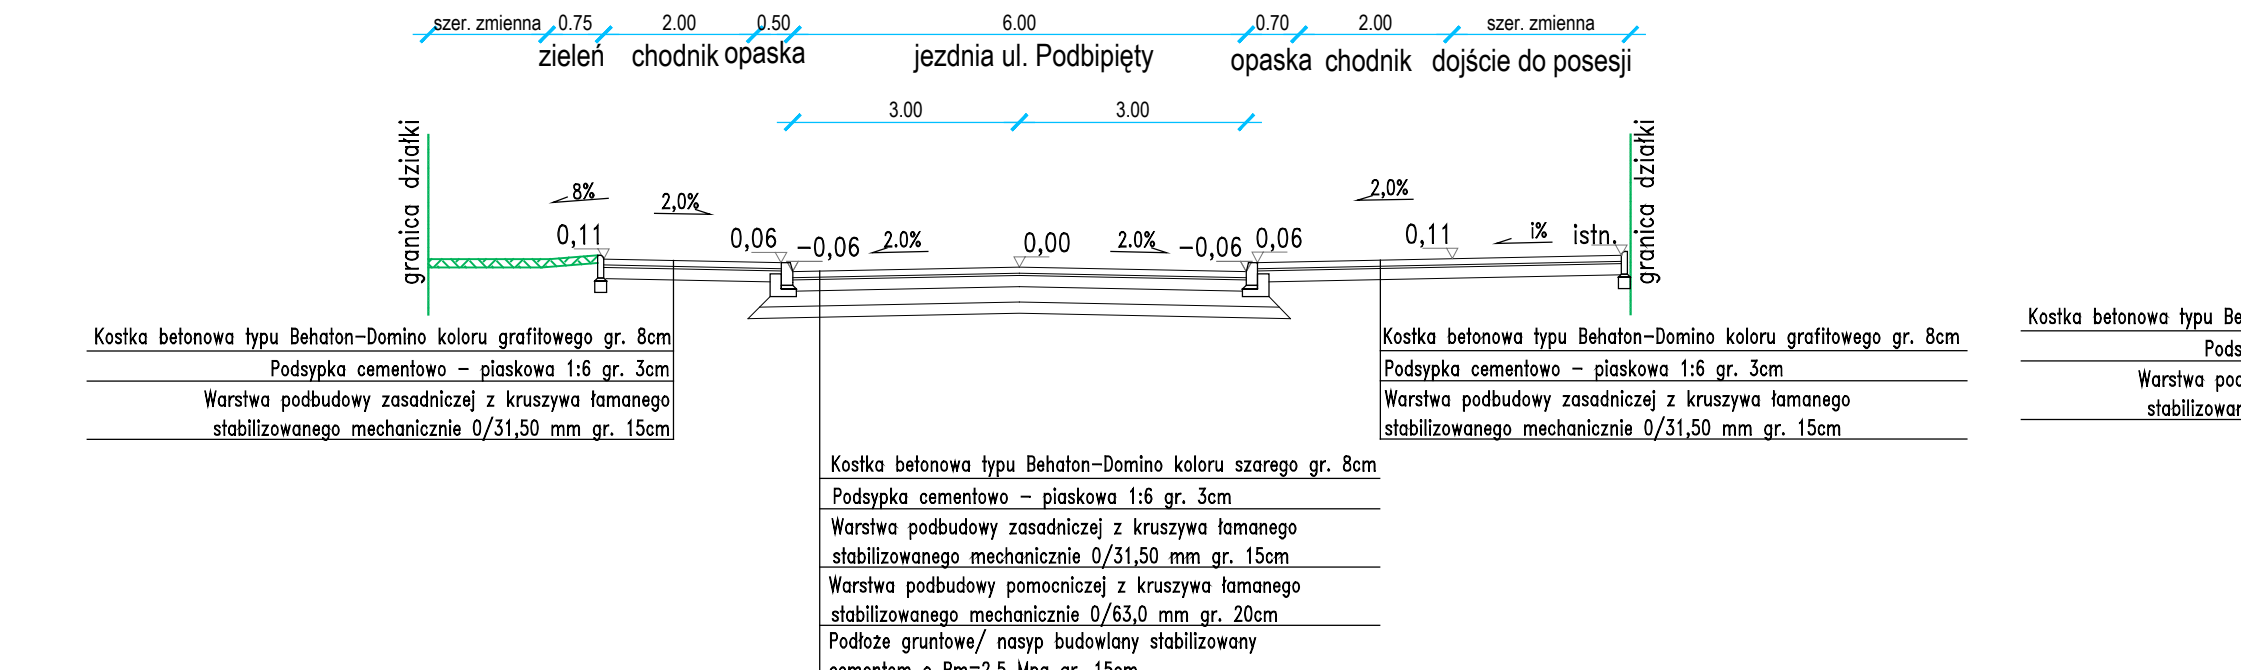 szer. zmienna 0.75 2.00 0.50 6.00 0.70 2.00 szer. zmienna
zieleń chodnik opaska jezdnia ul. Podbipięty opaska chodnik dojście do posesji
3.00 3.00
granica działki
granica działki
8% 2,0% 2,0%
0,11 0,06 -0,06 2.0% 0,00 2.0% -0,06 0,06 0,11 i% istn.
Kostka betonowa typu Behaton-Domino koloru grafitowego gr. 8cm
Podsypka cementowo - piaskowa 1:6 gr. 3cm
Warstwa podbudowy zasadniczej z kruszywa łamanego
stabilizowanego mechanicznie 0/31,50 mm gr. 15cm
Kostka betonowa typu Behaton-Domino koloru szarego gr. 8cm
Podsypka cementowo - piaskowa 1:6 gr. 3cm
Warstwa podbudowy zasadniczej z kruszywa łamanego
stabilizowanego mechanicznie 0/31,50 mm gr. 15cm
Warstwa podbudowy pomocniczej z kruszywa łamanego
stabilizowanego mechanicznie 0/63,0 mm gr. 20cm
Podłoże gruntowe/ nasyp budowlany stabilizowany
cementem o Rm=2,5 Mpa gr. 15cm
Kostka betonowa typu Behaton-Domino koloru grafitowego gr. 8cm
Podsypka cementowo - piaskowa 1:6 gr. 3cm
Warstwa podbudowy zasadniczej z kruszywa łamanego
stabilizowanego mechanicznie 0/31,50 mm gr. 15cm
Kostka betonowa typu
Warstwa